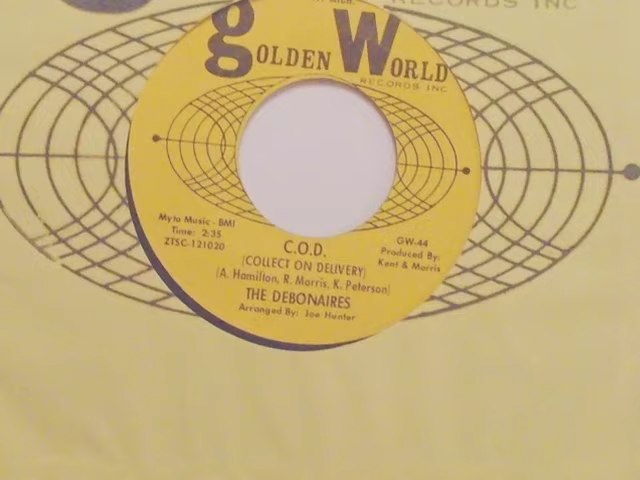 RECORDS INC
Golden World
RECORDS INC
Myto Music - BMI
Time: 2:35
ZTSC-121020
GW-44
Produced By:
Kent & Morris
C.O.D.
(COLLECT ON DELIVERY)
(A. Hamilton, R. Morris, K. Peterson)
THE DEBONAIRES
Arranged By: Joe Hunter